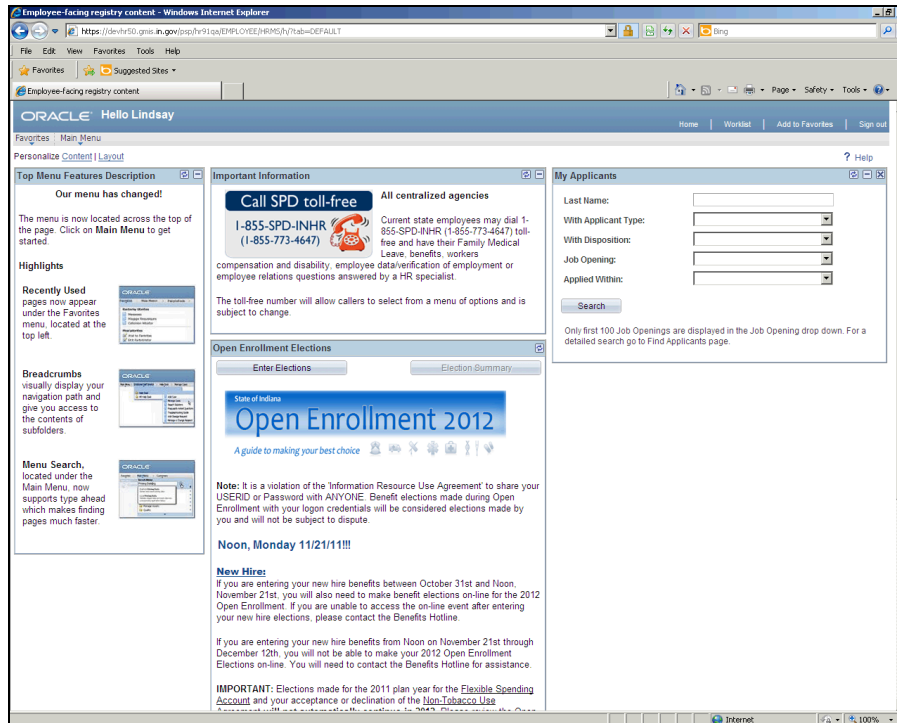 Employee-facing registry content - Windows Internet Explorer
https://devhr50.gmis.in.gov/psp/hr91qa/EMPLOYEE/HRMS/h/?tab=DEFAULT
Bing
File Edit View Favorites Tools Help
Favorites Suggested Sites
Employee-facing registry content
Page Safety Tools
ORACLE Hello Lindsay
Home | Worklist | Add to Favorites | Sign out
Favorites Main Menu
Personalize Content | Layout
? Help
Top Menu Features Description
Our menu has changed!
The menu is now located across the top of
the page. Click on Main Menu to get
started.
Highlights
Recently Used
pages now appear
under the Favorites
menu, located at the
top left.
ORACLE
Breadcrumbs
visually display your
navigation path and
give you access to
the contents of
subfolders.
ORACLE
Menu Search,
located under the
Main Menu, now
supports type ahead
which makes finding
pages much faster.
ORACLE
Important Information
Call SPD toll-free
1-855-SPD-INHR
(1-855-773-4647)
All centralized agencies
Current state employees may dial 1-
855-SPD-INHR (1-855-773-4647) toll-
free and have their Family Medical
Leave, benefits, workers
compensation and disability, employee data/verification of employment or
employee relations questions answered by a HR specialist.
The toll-free number will allow callers to select from a menu of options and is
subject to change.
Open Enrollment Elections
Enter Elections
Election Summary
State of Indiana
Open Enrollment 2012
A guide to making your best choice
Note: It is a violation of the 'Information Resource Use Agreement' to share your
USERID or Password with ANYONE. Benefit elections made during Open
Enrollment with your logon credentials will be considered elections made by
you and will not be subject to dispute.
Noon, Monday 11/21/11!!!
New Hire:
If you are entering your new hire benefits between October 31st and Noon,
November 21st, you will also need to make benefit elections on-line for the 2012
Open Enrollment. If you are unable to access the on-line event after entering
your new hire elections, please contact the Benefits Hotline.
If you are entering your new hire benefits from Noon on November 21st through
December 12th, you will not be able to make your 2012 Open Enrollment
Elections on-line. You will need to contact the Benefits Hotline for assistance.
IMPORTANT: Elections made for the 2011 plan year for the Flexible Spending
Account and your acceptance or declination of the Non-Tobacco Use
Agreement will not automatically continue in 2012. Please review the Open
My Applicants
Last Name:
With Applicant Type:
With Disposition:
Job Opening:
Applied Within:
Search
Only first 100 Job Openings are displayed in the Job Opening drop down. For a
detailed search go to Find Applicants page.
Internet
100%